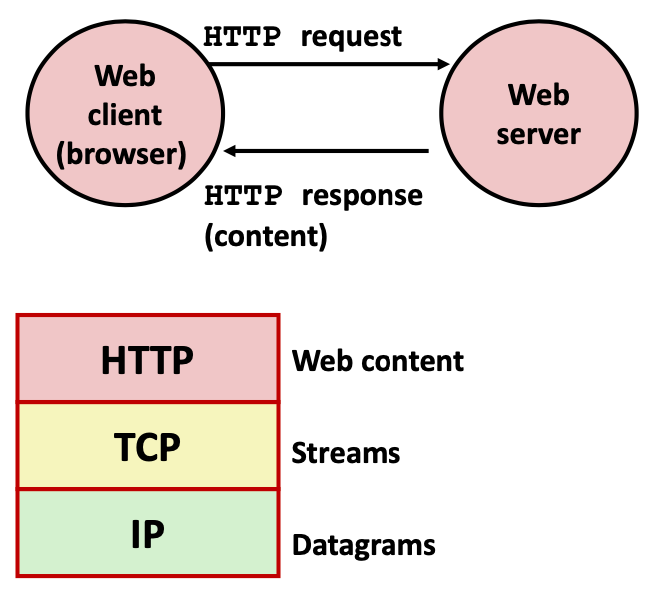 HTTP request
Web
client
(browser)
Web
server
HTTP response
(content)
HTTP
Web content
TCP
Streams
IP
Datagrams